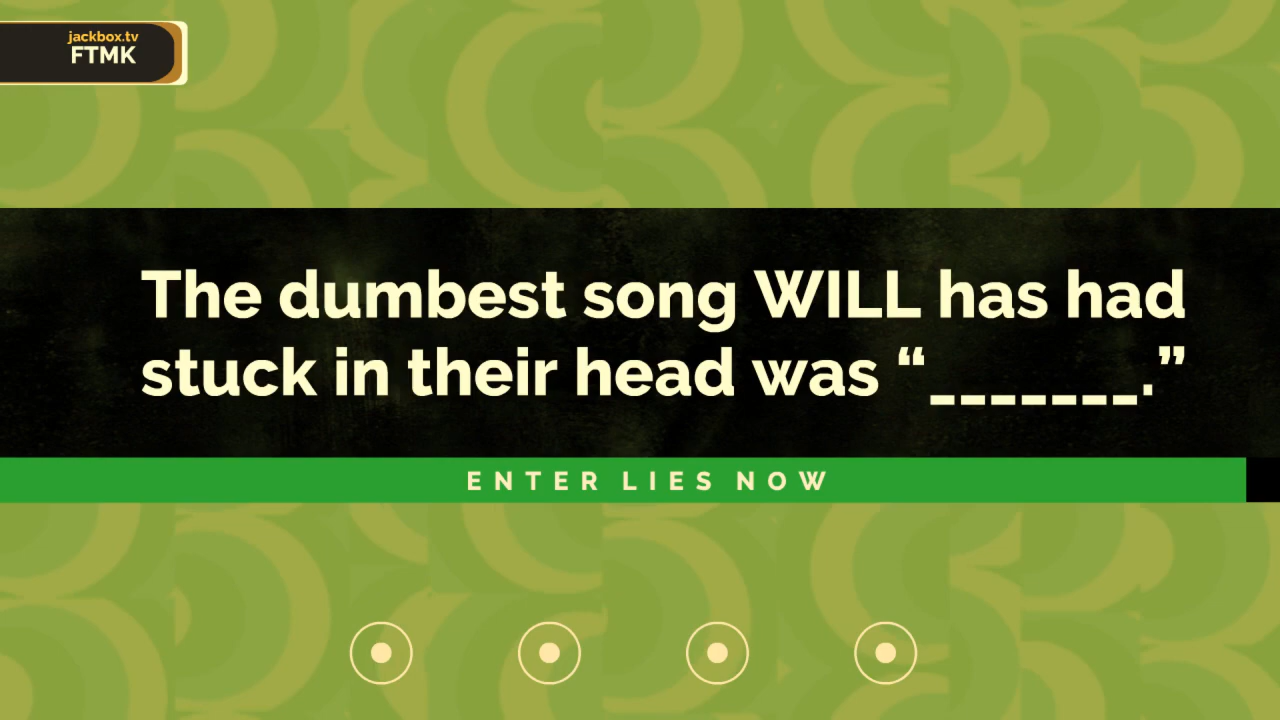 jackbox.tv
FTMK
The dumbest song WILL has had
stuck in their head was “_______.”
ENTER LIES NOW